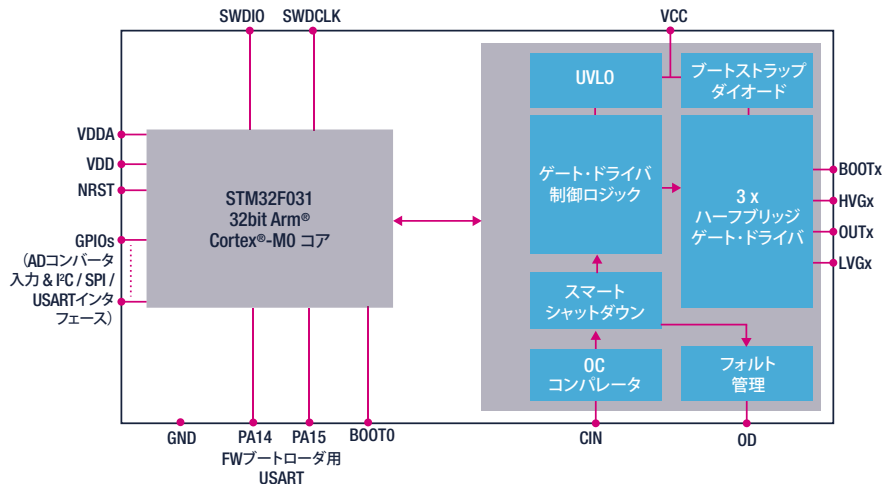 SWDIO
SWDCLK
VCC
UVLO
ブートストラップ
ダイオード
VDDA
VDD
NRST
GPIOs
(ADコンバータ
入力 & I²C / SPI /
USARTインタ
フェース)
STM32F031
32bit Arm®
Cortex®-M0 コア
ゲート・ドライバ
制御ロジック
3 x
ハーフブリッジ
ゲート・ドライバ
BOOTx
HVGx
OUTx
LVGx
スマート
シャットダウン
OC
コンパレータ
フォルト
管理
GND
PA14
PA15
BOOT0
FWブートローダ用
USART
CIN
OD